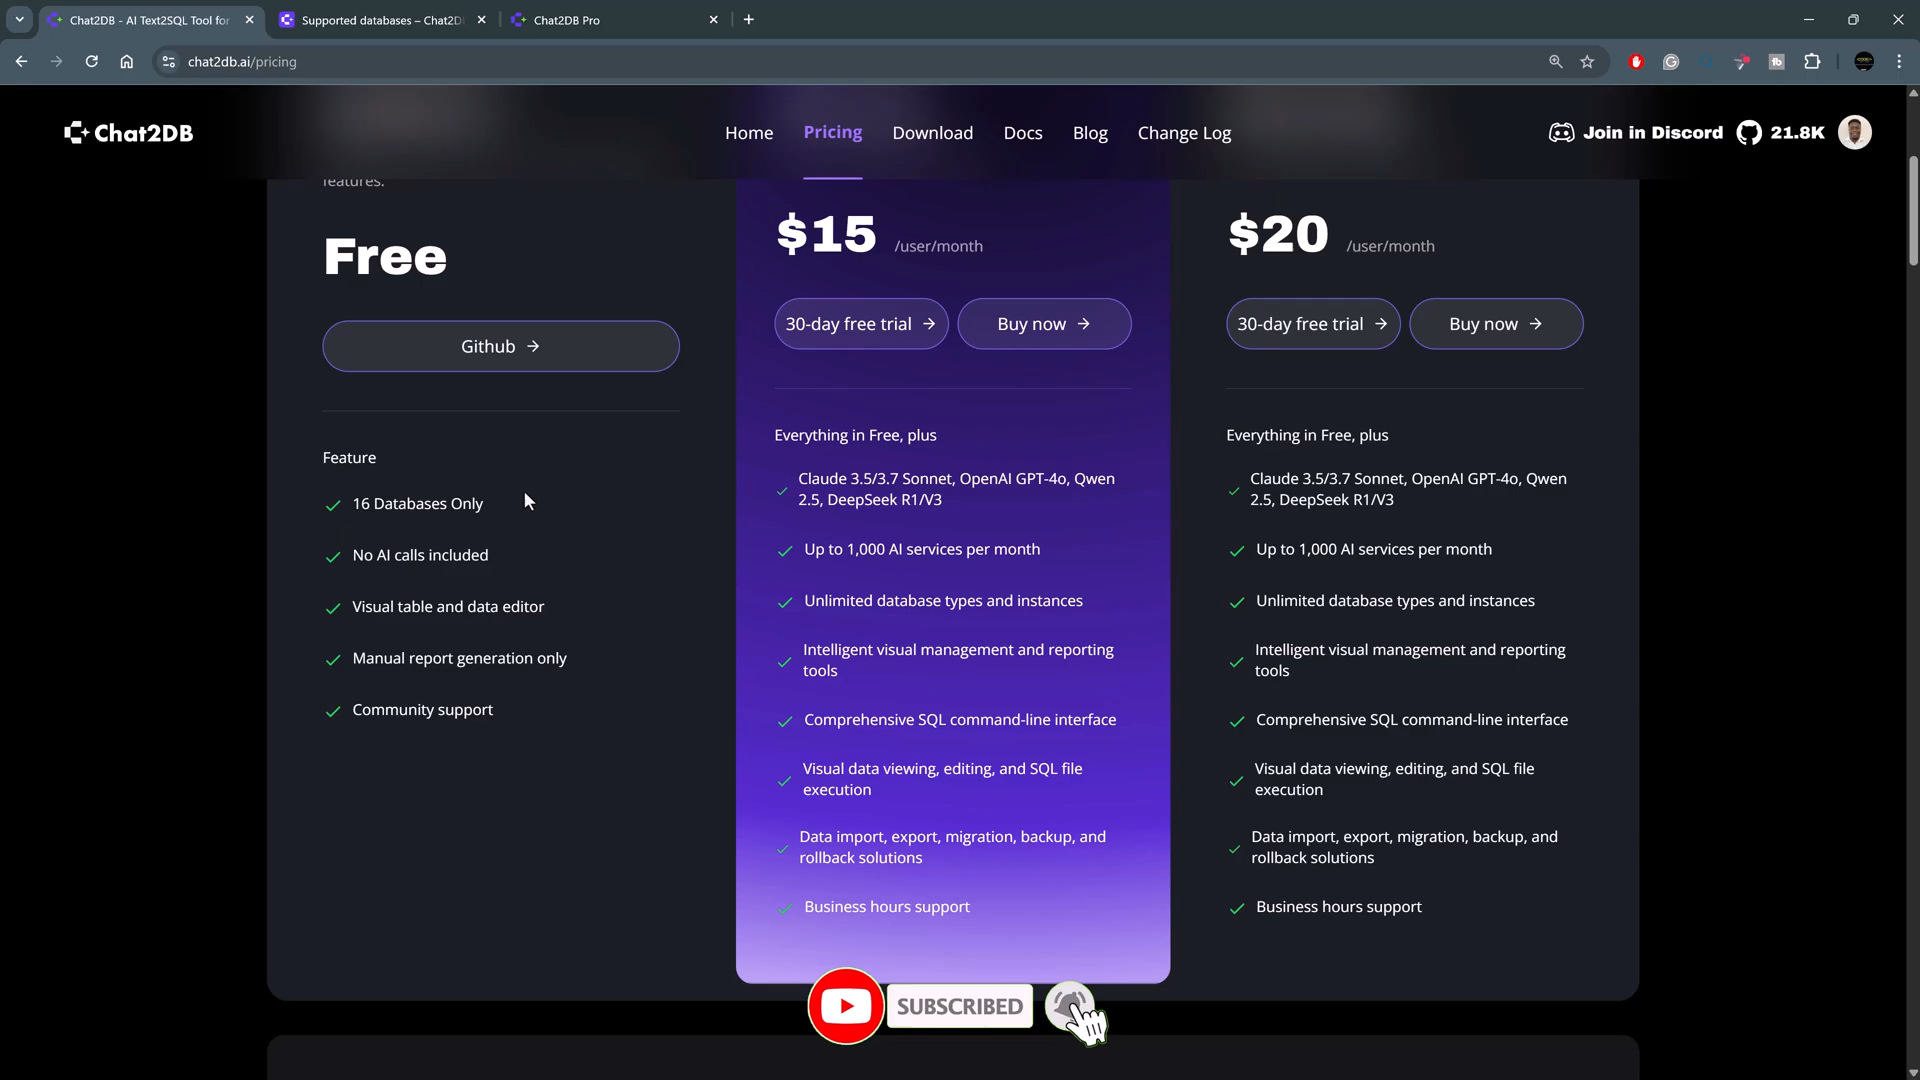 Chat2DB - AI Text2SQL Tool for
Supported databases – Chat2D
Chat2DB Pro
chat2db.ai/pricing
Chat2DB
Home
Pricing
Download
Docs
Blog
Change Log
Join in Discord
21.8K
features.
Free
Github →
Feature
16 Databases Only
No AI calls included
Visual table and data editor
Manual report generation only
Community support
$15 /user/month
30-day free trial →
Buy now →
Everything in Free, plus
Claude 3.5/3.7 Sonnet, OpenAI GPT-4o, Qwen
2.5, DeepSeek R1/V3
Up to 1,000 AI services per month
Unlimited database types and instances
Intelligent visual management and reporting
tools
Comprehensive SQL command-line interface
Visual data viewing, editing, and SQL file
execution
Data import, export, migration, backup, and
rollback solutions
Business hours support
$20 /user/month
30-day free trial →
Buy now →
Everything in Free, plus
Claude 3.5/3.7 Sonnet, OpenAI GPT-4o, Qwen
2.5, DeepSeek R1/V3
Up to 1,000 AI services per month
Unlimited database types and instances
Intelligent visual management and reporting
tools
Comprehensive SQL command-line interface
Visual data viewing, editing, and SQL file
execution
Data import, export, migration, backup, and
rollback solutions
Business hours support
SUBSCRIBED